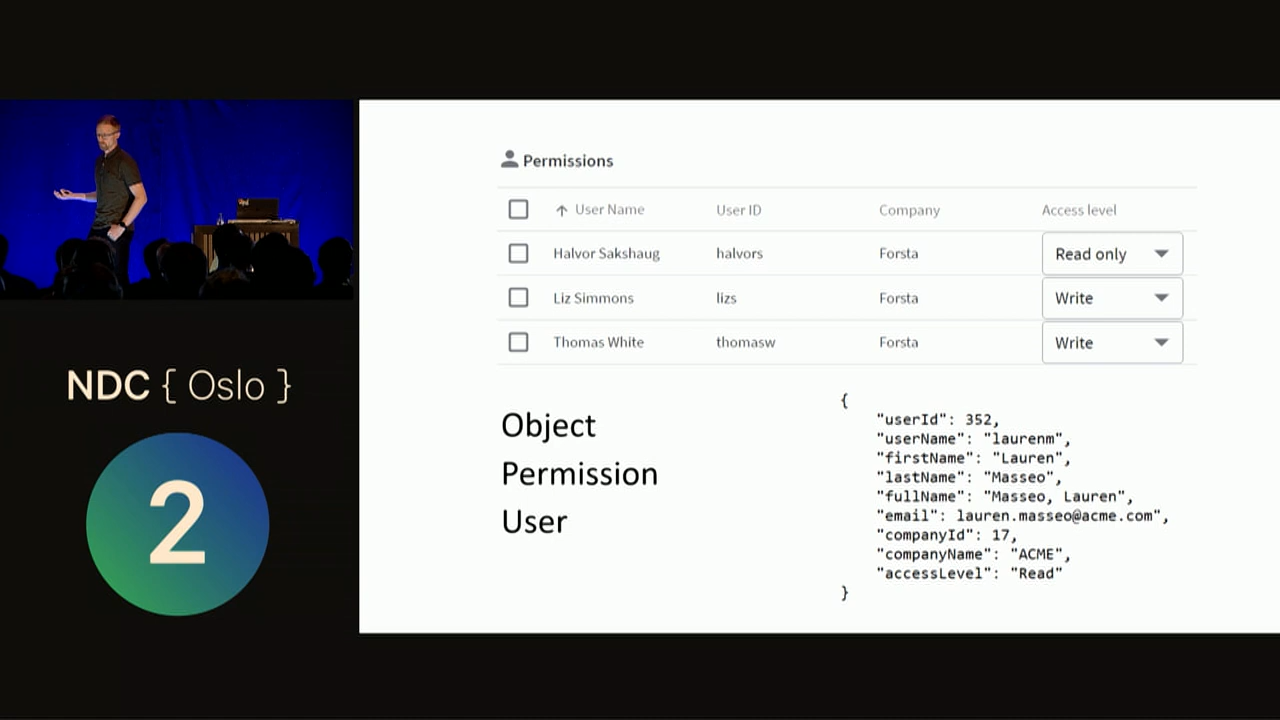 Permissions
User Name User ID Company Access level
Halvor Sakshaug halvors Forsta Read only
Liz Simmons lizs Forsta Write
Thomas White thomasw Forsta Write
Object
Permission
User
{
"userId": 352,
"userName": "laurenm",
"firstName": "Lauren",
"lastName": "Masseo",
"fullName": "Masseo, Lauren",
"email": lauren.masseo@acme.com",
"companyId": 17,
"companyName": "ACME",
"accessLevel": "Read"
}
NDC { Oslo }
2